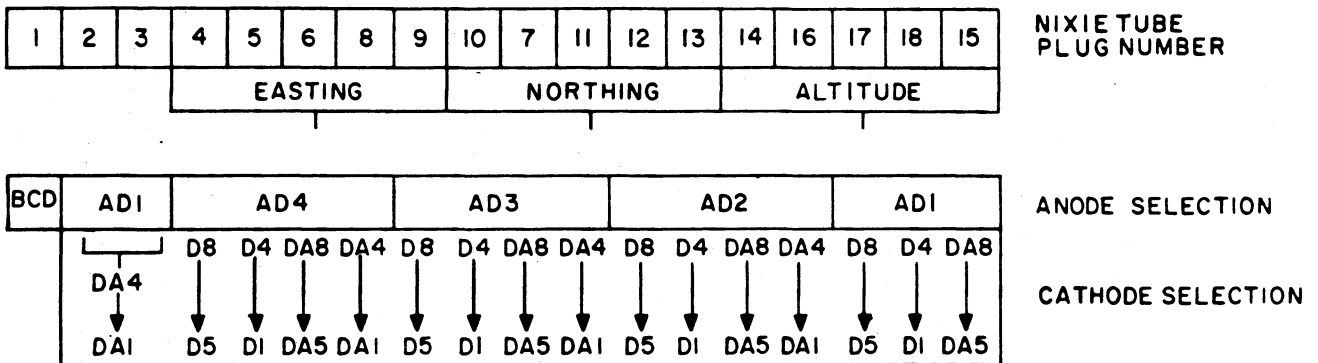 1 2 3 4 5 6 8 9 10 7 11 12 13 14 16 17 18 15 NIXIE TUBE
PLUG NUMBER
EASTING NORTHING ALTITUDE
BCD AD1 AD4 AD3 AD2 AD1 ANODE SELECTION
D8 D4 DA8 DA4 D8 D4 DA8 DA4 D8 D4 DA8 DA4 D8 D4 DA8
DA4 CATHODE SELECTION
DA1 D5 D1 DA5 DA1 D5 D1 DA5 DA1 D5 D1 DA5 DA1 D5 D1 DA5